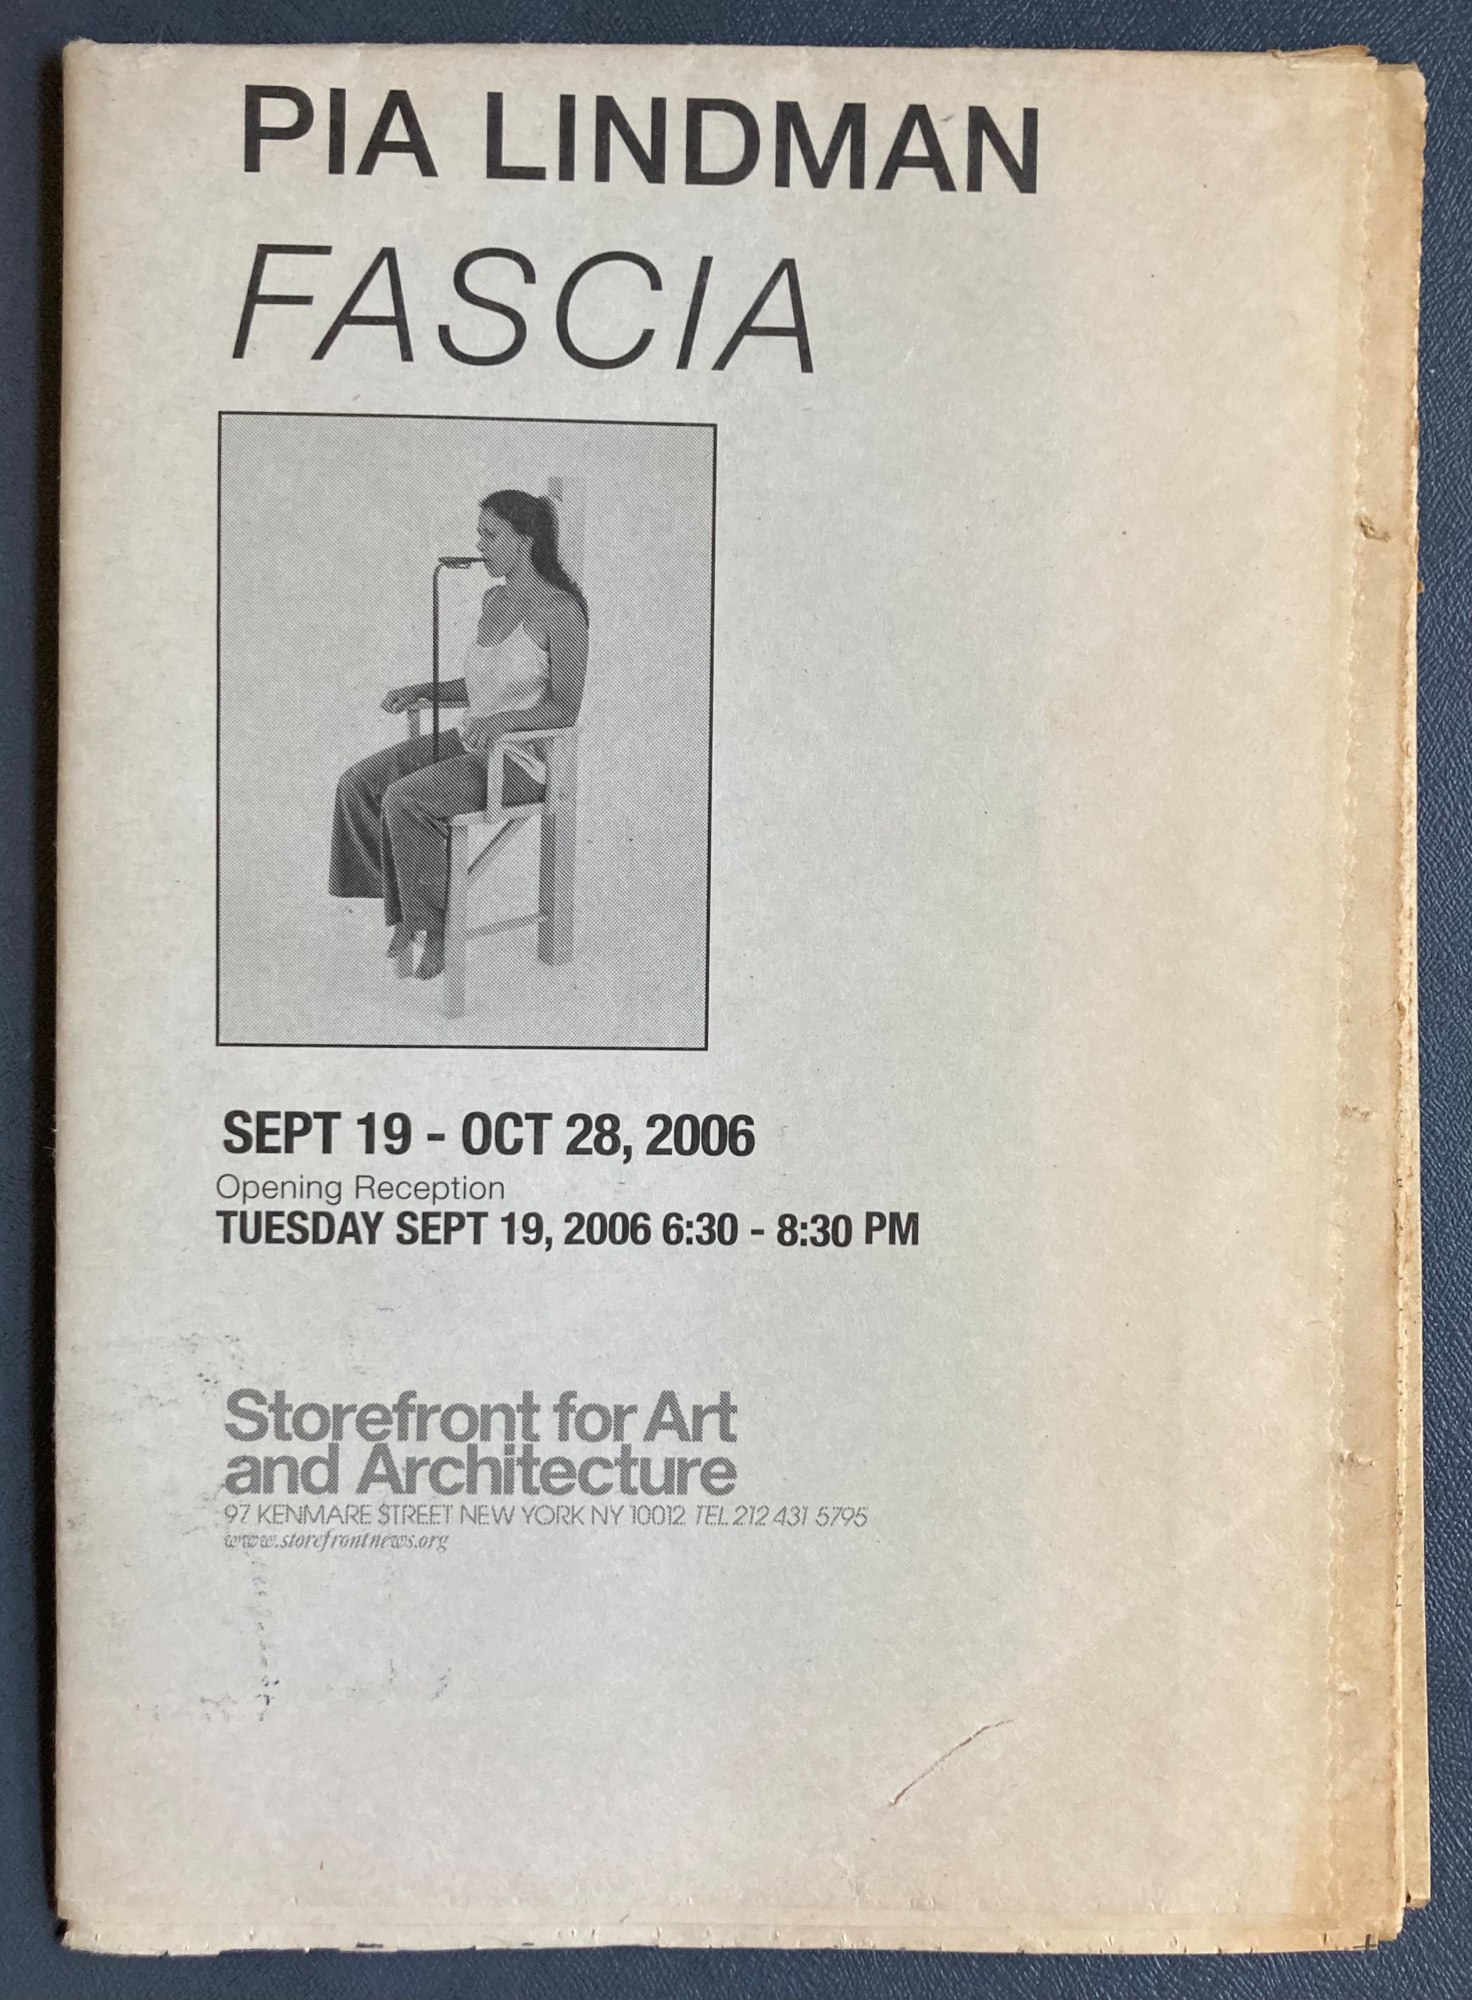 PIA LINDMAN
FASCIA
SEPT 19 - OCT 28, 2006
Opening Reception
TUESDAY SEPT 19, 2006 6:30 - 8:30 PM
Storefront for Art
and Architecture
97 KENMARE STREET NEW YORK NY 10012 TEL 212 431 5795
www.storefrontnews.org